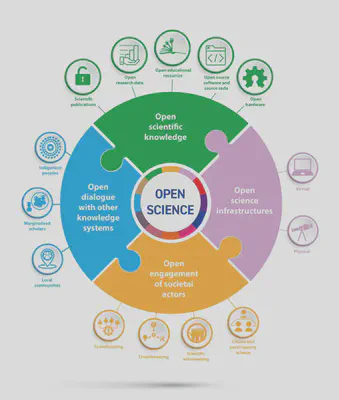 Open educational
resources
Open
research data
Open source
software and
source code
Scientific
publications
Open
hardware
Open
scientific
knowledge
Indigenous
peoples
Open
dialogue
with other
knowledge
systems
OPEN
SCIENCE
Open
science
infrastructures
Virtual
Marginalised
scholars
Physical
Local
communities
Open
engagement
of societal
actors
Crowdfunding
Crowdsourcing
Scientific
volunteering
Citizen and
participatory
science